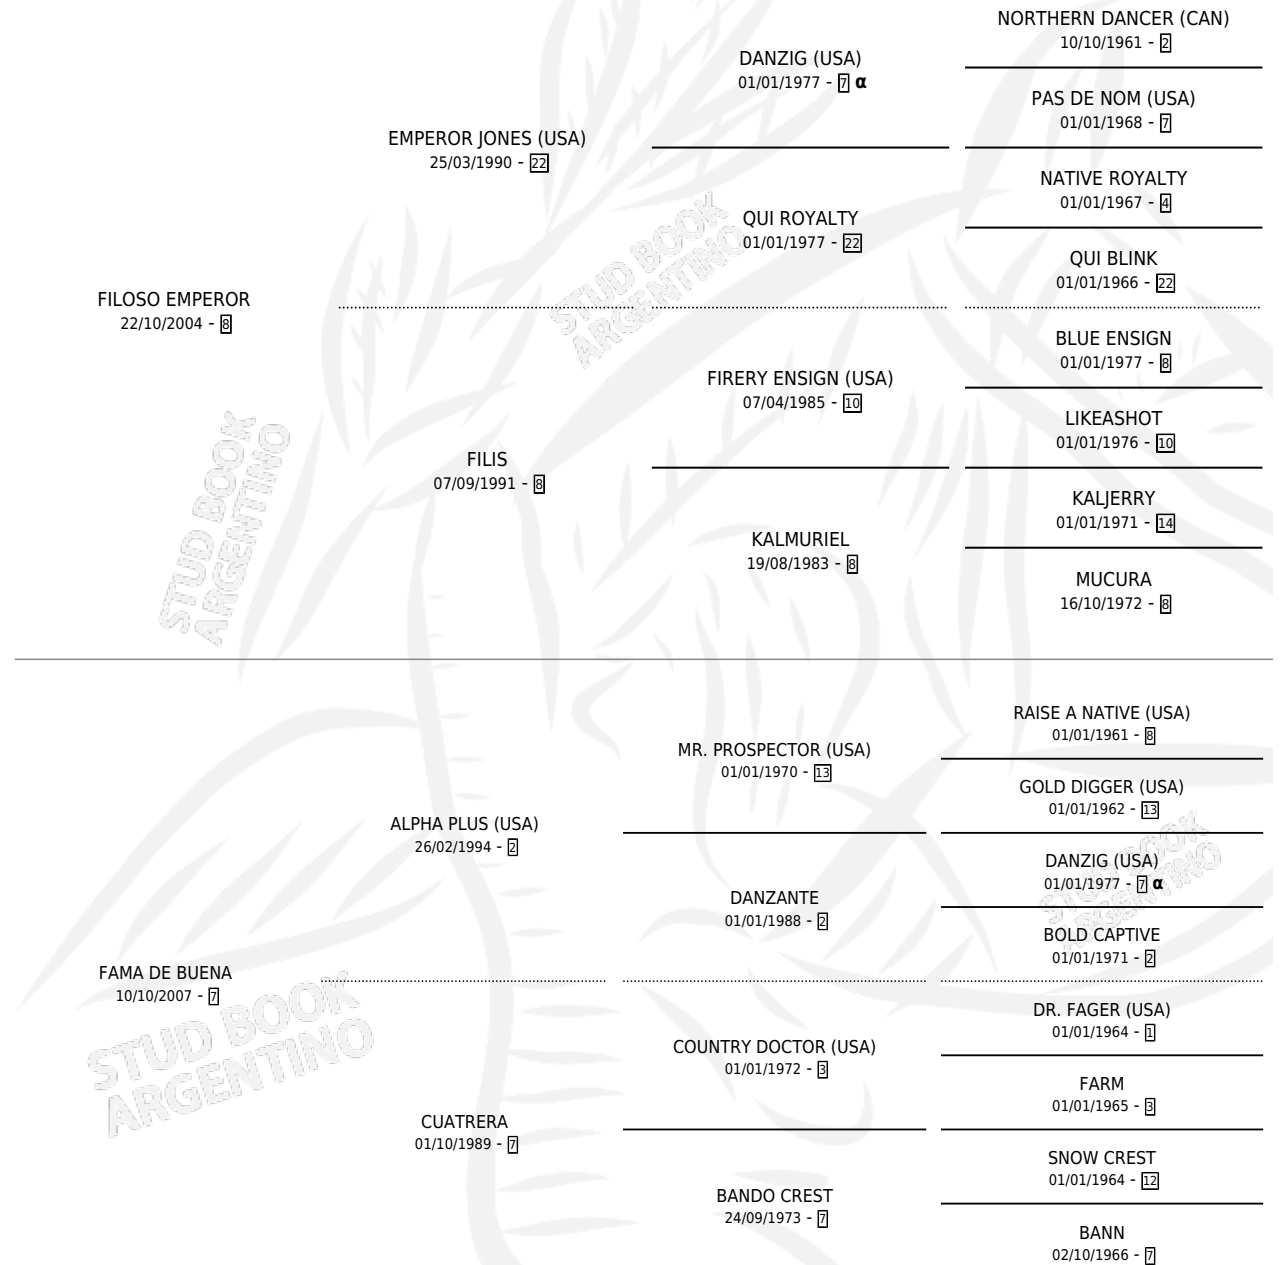 NORTHERN DANCER (CAN)
10/10/1961 - 2
DANZIG (USA)
01/01/1977 - 7 α
PAS DE NOM (USA)
01/01/1968 - 7
EMPEROR JONES (USA)
25/03/1990 - 22
NATIVE ROYALTY
01/01/1967 - 4
QUI ROYALTY
01/01/1977 - 22
QUI BLINK
01/01/1966 - 22
STUD BOOK
ARGENTINO
FILOSO EMPEROR
22/10/2004 - 8
BLUE ENSIGN
01/01/1977 - 8
FIRERY ENSIGN (USA)
07/04/1985 - 10
LIKEASHOT
01/01/1976 - 10
FILIS
07/09/1991 - 8
KALJERRY
01/01/1971 - 14
KALMURIEL
19/08/1983 - 8
MUCURA
16/10/1972 - 8
STUD BOOK
ARGENTINO
RAISE A NATIVE (USA)
01/01/1961 - 8
MR. PROSPECTOR (USA)
01/01/1970 - 13
GOLD DIGGER (USA)
01/01/1962 - 13
ALPHA PLUS (USA)
26/02/1994 - 2
DANZIG (USA)
01/01/1977 - 7 α
DANZANTE
01/01/1988 - 2
BOLD CAPTIVE
01/01/1971 - 2
STUD BOOK
ARGENTINO
FAMA DE BUENA
10/10/2007 - 7
DR. FAGER (USA)
01/01/1964 - 1
COUNTRY DOCTOR (USA)
01/01/1972 - 3
FARM
01/01/1965 - 3
CUATRERA
01/10/1989 - 7
SNOW CREST
01/01/1964 - 12
BANDO CREST
24/09/1973 - 7
BANN
02/10/1966 - 7
STUD BOOK
ARGENTINO